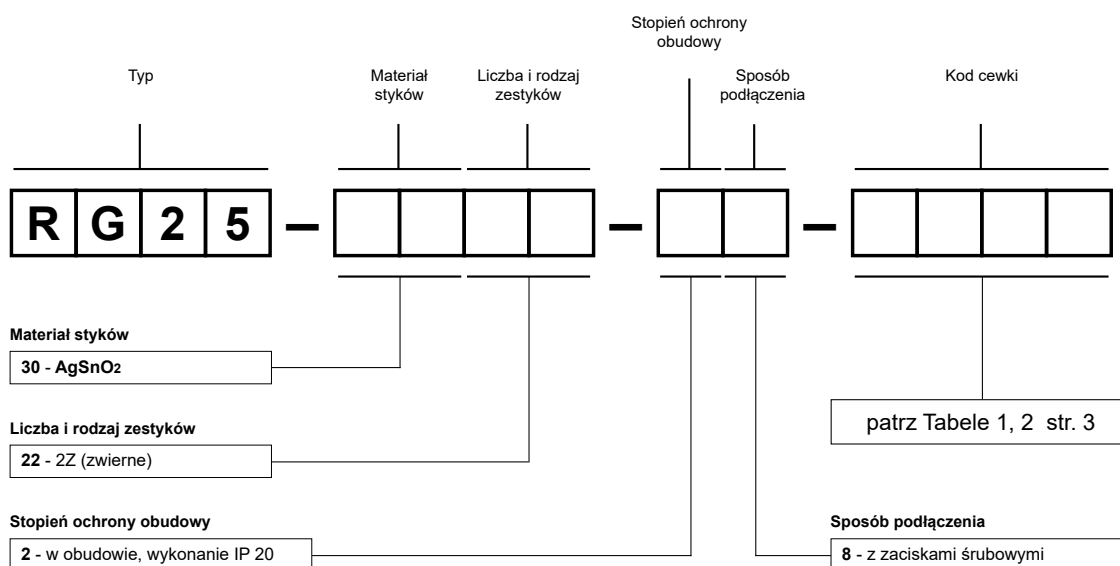 Stopień ochrony
obudowy
Typ
Materiał
styków
Liczba i rodzaj
zestyków
Sposób
podłączenia
Kod cewki
R G 2 5 – – –
Materiał styków
30 - AgSnO2
Liczba i rodzaj zestyków
22 - 2Z (zwierne)
patrz Tabele 1, 2 str. 3
Stopień ochrony obudowy
2 - w obudowie, wykonanie IP 20
Sposób podłączenia
8 - z zaciskami śrubowymi